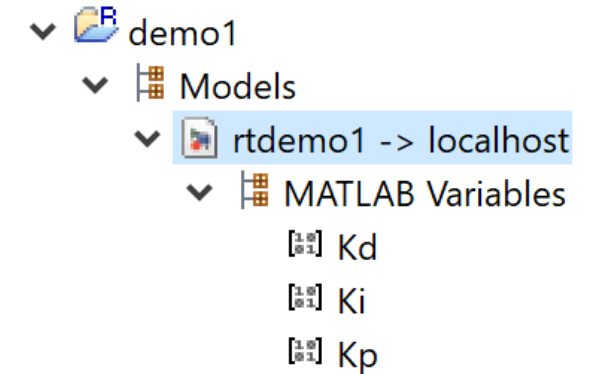 demo1
Models
rtdemo1 -> localhost
MATLAB Variables
Kd
Ki
Kp